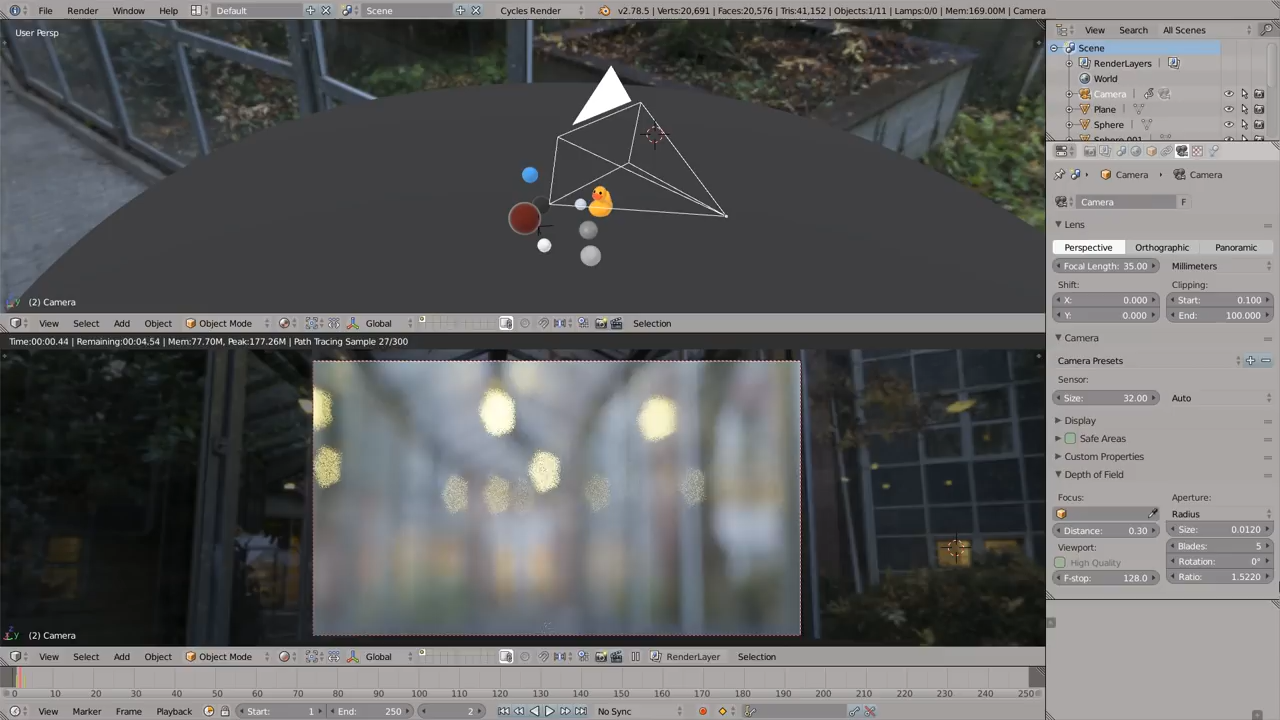 File Render Window Help Default Scene Cycles Render v2.78.5 | Verts:20,691 | Faces:20,576 | Tris:41,152 | Objects:1/11 | Lamps:0/0 | Mem:169.00M | Camera
User Persp
(2) Camera
View Select Add Object Object Mode Global Selection
Time:00:00.44 | Remaining:00:04.54 | Mem:77.70M, Peak:177.26M | Path Tracing Sample 27/300
(2) Camera
View Select Add Object Object Mode Global RenderLayer Selection
0 10 20 30 40 50 60 70 80 90 100 110 120 130 140 150 160 170 180 190 200 210 220 230 240 250
View Marker Frame Playback Start: 1 End: 250 2 No Sync
View Search All Scenes
Scene
RenderLayers
World
Camera
Plane
Sphere
Sphere.001
Camera Camera
Camera F
Lens
Perspective Orthographic Panoramic
Focal Length: 35.00 Millimeters
Shift: Clipping:
X: 0.000 Start: 0.100
Y: 0.000 End: 100.000
Camera
Camera Presets
Sensor:
Size: 32.00 Auto
Display
Safe Areas
Custom Properties
Depth of Field
Focus: Aperture:
Radius
Distance: 0.30 Size: 0.0120
Viewport: Blades: 5
High Quality Rotation: 0°
F-stop: 128.0 Ratio: 1.5220